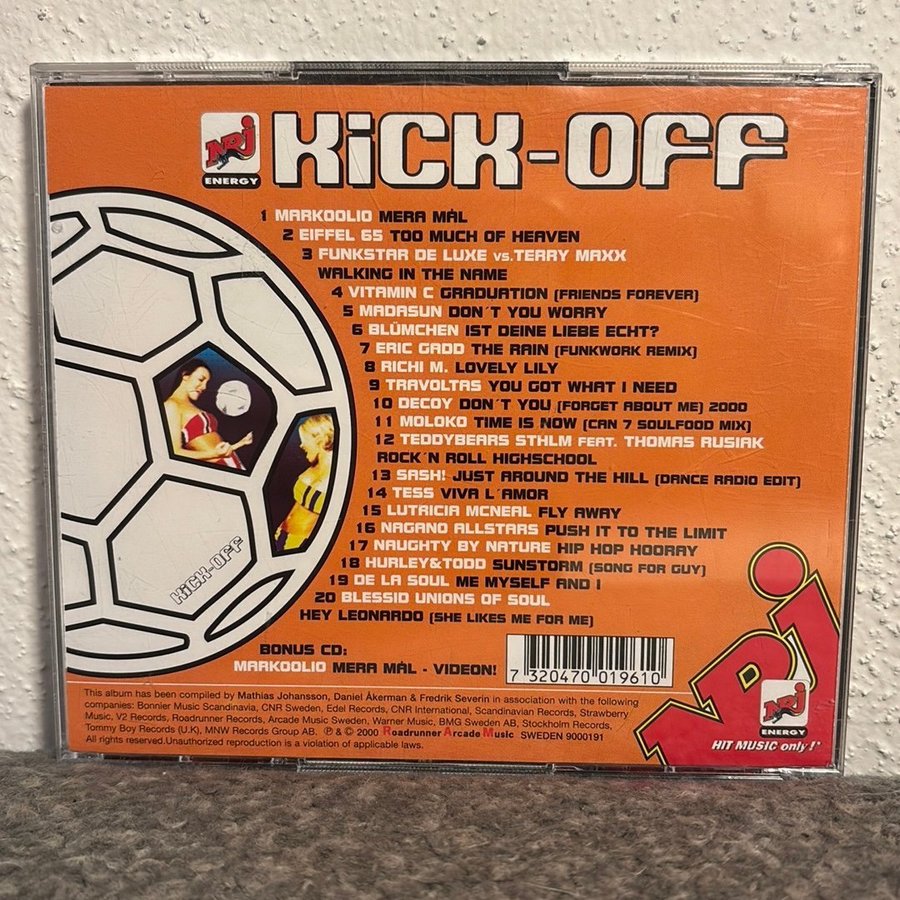 NRJ
ENERGY
KiCK-OFF
1 MARKOOLIO MERA MÅL
2 EIFFEL 65 TOO MUCH OF HEAVEN
3 FUNKSTAR DE LUXE vs. TERRY MAXX
WALKING IN THE NAME
4 VITAMIN C GRADUATION (FRIENDS FOREVER)
5 MADASUN DON´T YOU WORRY
6 BLÜMCHEN IST DEINE LIEBE ECHT?
7 ERIC GADD THE RAIN (FUNKWORK REMIX)
8 RICHI M. LOVELY LILY
9 TRAVOLTAS YOU GOT WHAT I NEED
10 DECOY DON´T YOU (FORGET ABOUT ME) 2000
11 MOLOKO TIME IS NOW (CAN 7 SOULFOOD MIX)
12 TEDDYBEARS STHLM FEAT. THOMAS RUSIAK
ROCK´N ROLL HIGHSCHOOL
13 SASH! JUST AROUND THE HILL (DANCE RADiO EDIT)
14 TESS VIVA L´AMOR
15 LUTRICIA MCNEAL FLY AWAY
16 NAGANO ALLSTARS PUSH IT TO THE LIMIT
17 NAUGHTY BY NATURE HIP HOP HOORAY
18 HURLEY&TODD SUNSTORM (SONG FOR GUY)
19 DE LA SOUL ME MYSELF AND I
20 BLESSID UNIONS OF SOUL
HEY LEONARDO (SHE LIKES ME FOR ME)
KiCK-OFF
BONUS CD:
MARKOOLIO MERA MÅL - VIDEON!
7 320470 019610
This album has been compiled by Mathias Johansson, Daniel Åkerman & Fredrik Severin in association with the following
companies: Bonnier Music Scandinavia, CNR Sweden, Edel Records, CNR International, Scandinavian Records, Strawberry
Music, V2 Records, Roadrunner Records, Arcade Music Sweden, Warner Music, BMG Sweden AB, Stockholm Records,
Tommy Boy Records (U.K), MNW Records Group AB. ℗ & © 2000 Roadrunner Arcade Music SWEDEN 9000191
All rights reserved.Unauthorized reproduction is a violation of applicable laws.
NRJ
NRJ
ENERGY
HIT MUSIC only!*